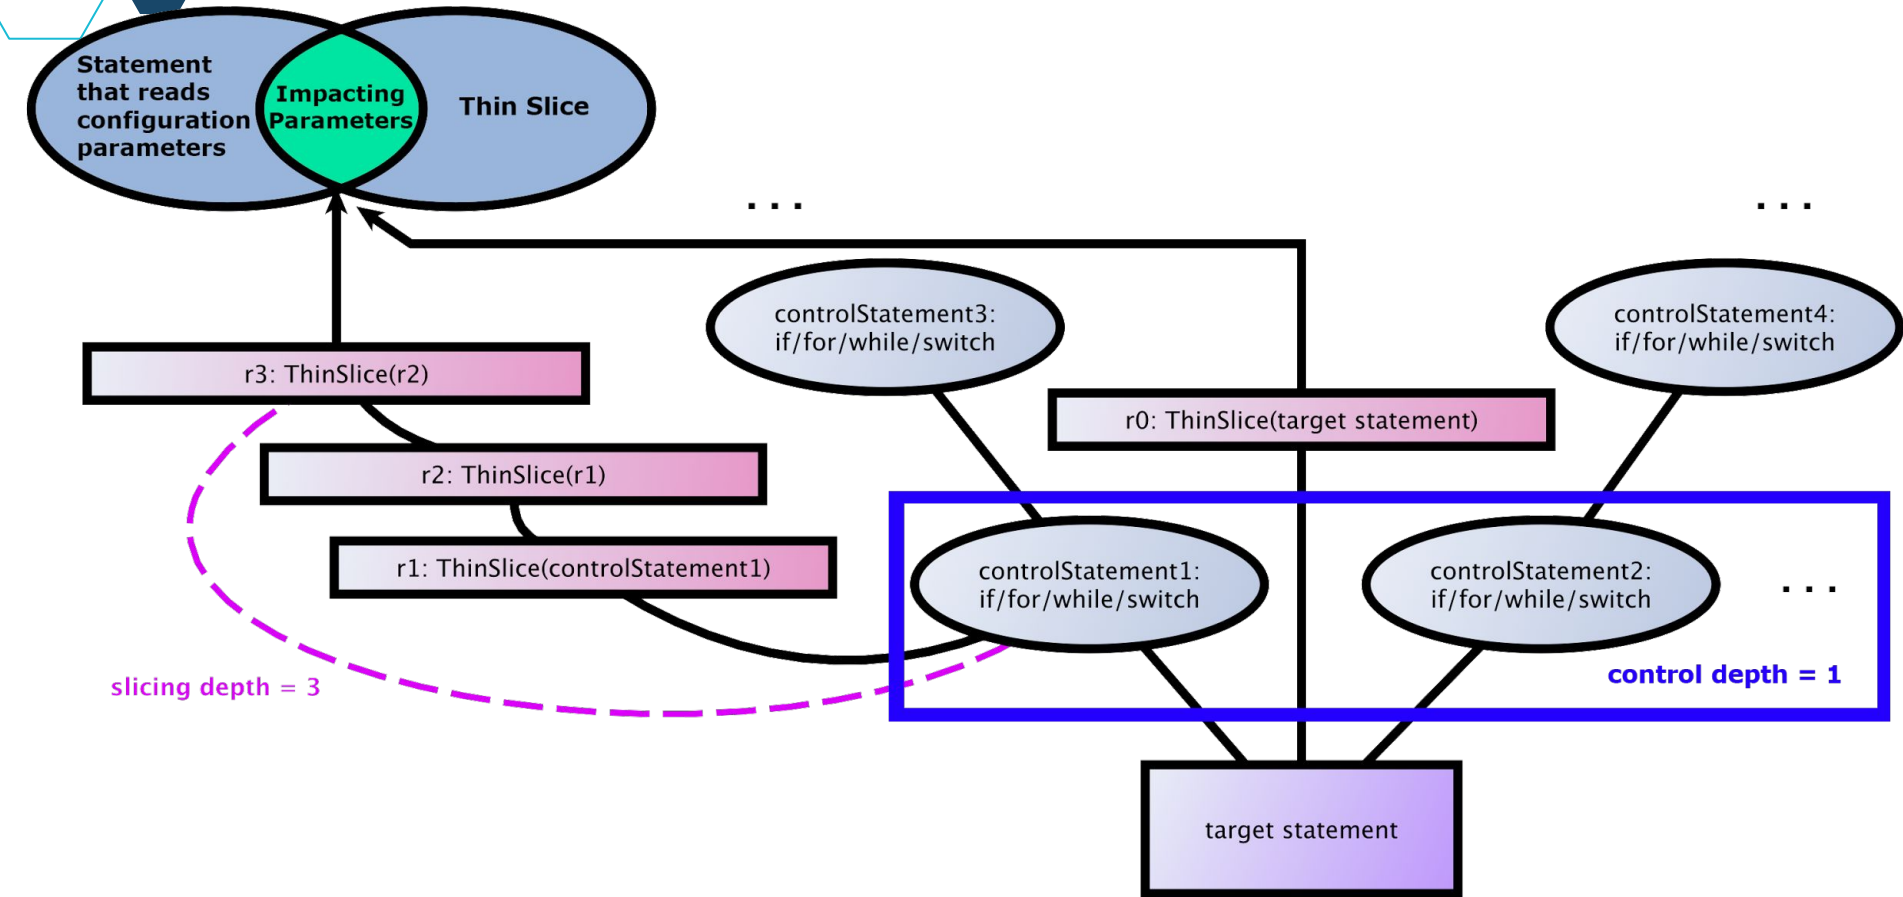 Statement
that reads
configuration
parameters
Impacting
Parameters
Thin Slice
. . .
. . .
controlStatement3:
if/for/while/switch
controlStatement4:
if/for/while/switch
r3: ThinSlice(r2)
r0: ThinSlice(target statement)
r2: ThinSlice(r1)
r1: ThinSlice(controlStatement1)
controlStatement1:
if/for/while/switch
controlStatement2:
if/for/while/switch
. . .
slicing depth = 3
control depth = 1
target statement